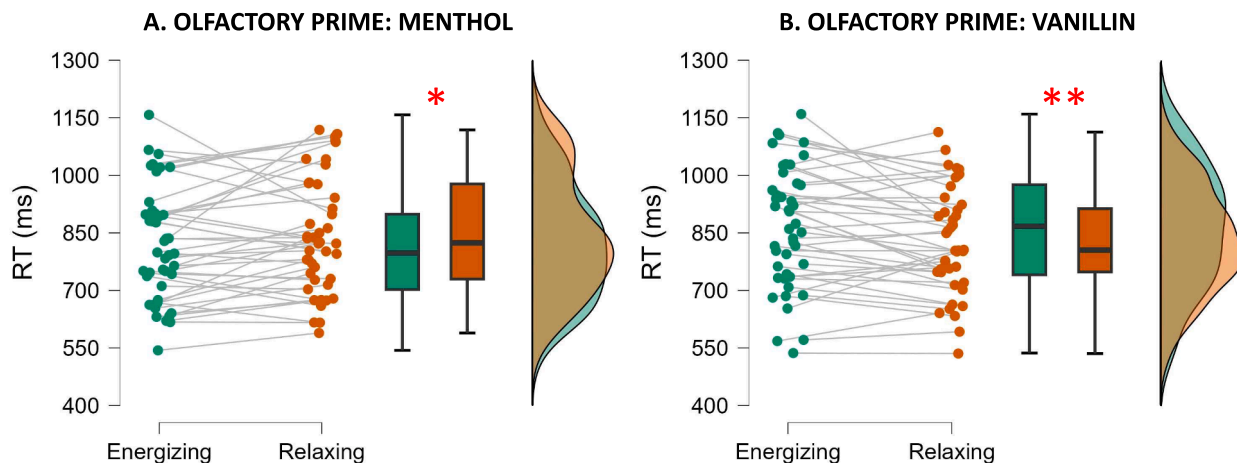 A. OLFACTORY PRIME: MENTHOL
1300
1150
1000
850
700
550
400
RT (ms)
*
Energizing Relaxing
B. OLFACTORY PRIME: VANILLIN
1300
1150
1000
850
700
550
400
RT (ms)
**
Energizing Relaxing